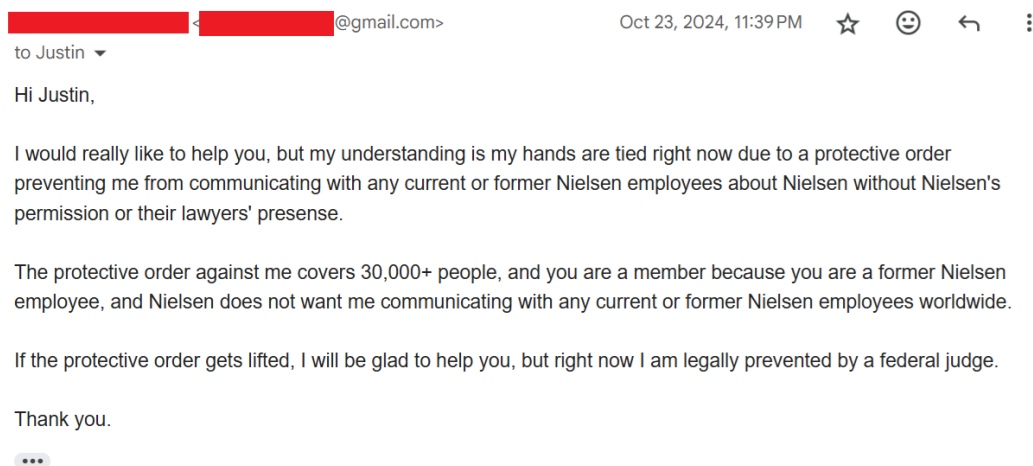 < @gmail.com> Oct 23, 2024, 11:39 PM
to Justin
Hi Justin,
I would really like to help you, but my understanding is my hands are tied right now due to a protective order
preventing me from communicating with any current or former Nielsen employees about Nielsen without Nielsen's
permission or their lawyers' presense.
The protective order against me covers 30,000+ people, and you are a member because you are a former Nielsen
employee, and Nielsen does not want me communicating with any current or former Nielsen employees worldwide.
If the protective order gets lifted, I will be glad to help you, but right now I am legally prevented by a federal judge.
Thank you.